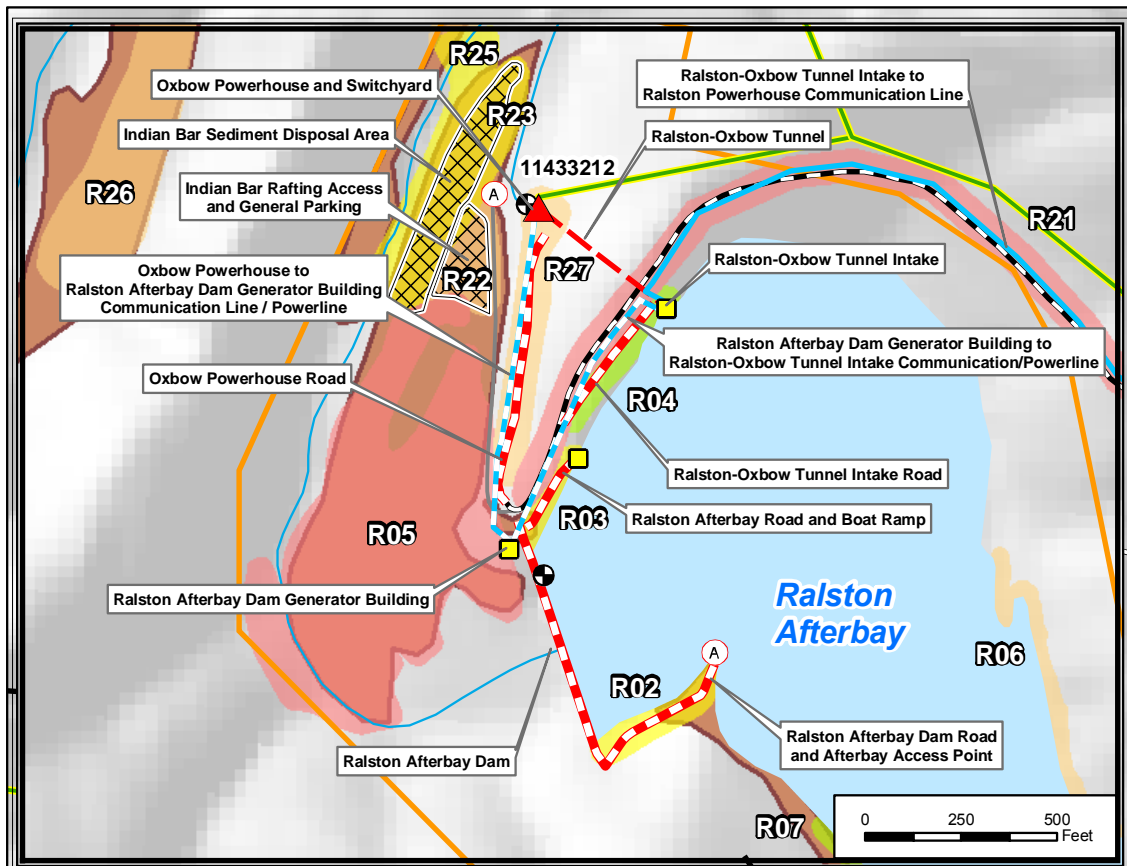 R25
Oxbow Powerhouse and Switchyard
Ralston-Oxbow Tunnel Intake to
Ralston Powerhouse Communication Line
R23
Indian Bar Sediment Disposal Area
Ralston-Oxbow Tunnel
11433212
R26
Indian Bar Rafting Access
and General Parking
A
R21
R22
R27
Ralston-Oxbow Tunnel Intake
Oxbow Powerhouse to
Ralston Afterbay Dam Generator Building
Communication Line / Powerline
Ralston Afterbay Dam Generator Building to
Ralston-Oxbow Tunnel Intake Communication/Powerline
Oxbow Powerhouse Road
R04
Ralston-Oxbow Tunnel Intake Road
R03
Ralston Afterbay Road and Boat Ramp
R05
Ralston Afterbay Dam Generator Building
Ralston
Afterbay
R06
A
R02
Ralston Afterbay Dam
Ralston Afterbay Dam Road
and Afterbay Access Point
R07
0 250 500
Feet